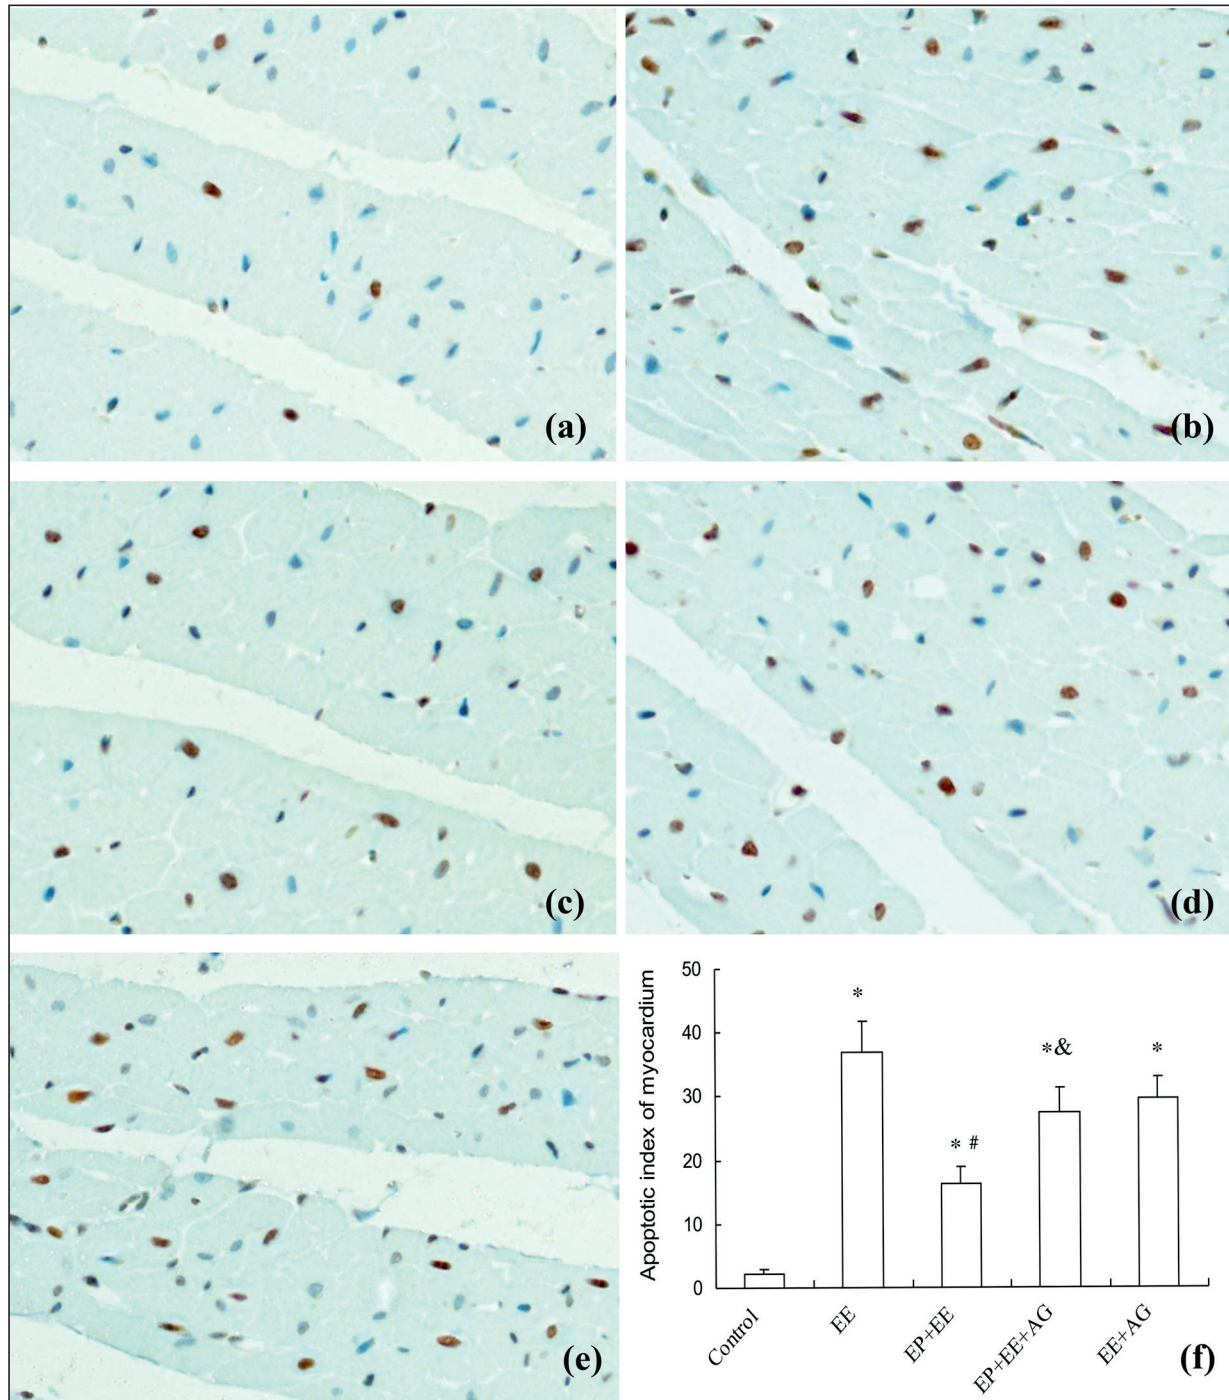 (a)
(b)
(c)
(d)
(e)
Apoptotic index of myocardium
50
40
30
20
10
0
*
* #
*&
*
Control
EE
EP+EE
EP+EE+AG
EE+AG
(f)